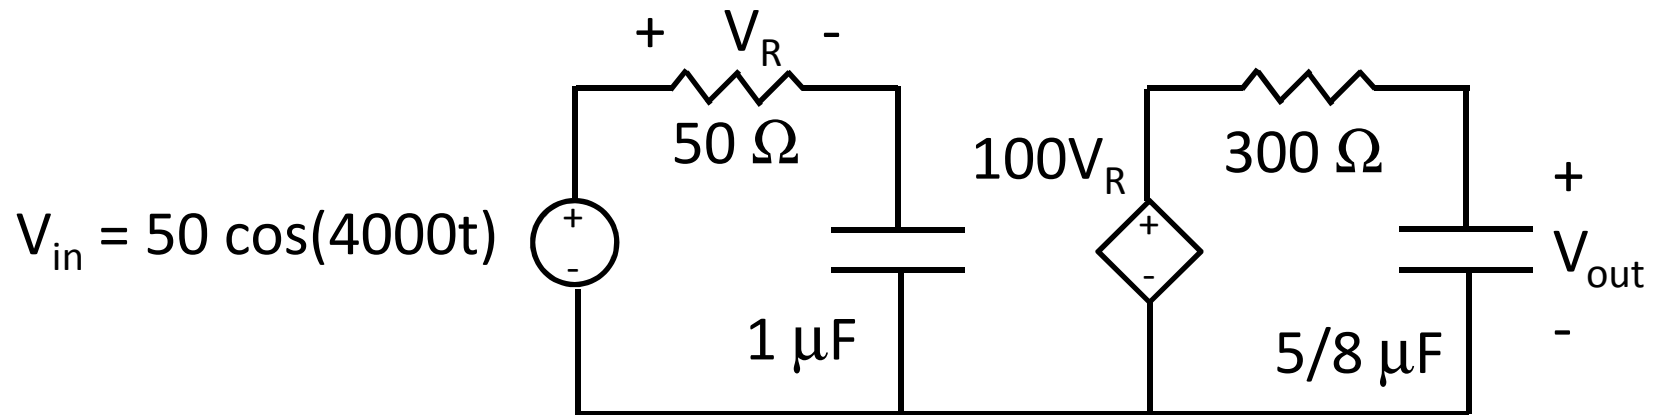 + V_R -
50 Ω
100V_R
300 Ω
+
V_in = 50 cos(4000t)
+
-
+
-
V_out
1 μF
5/8 μF
-